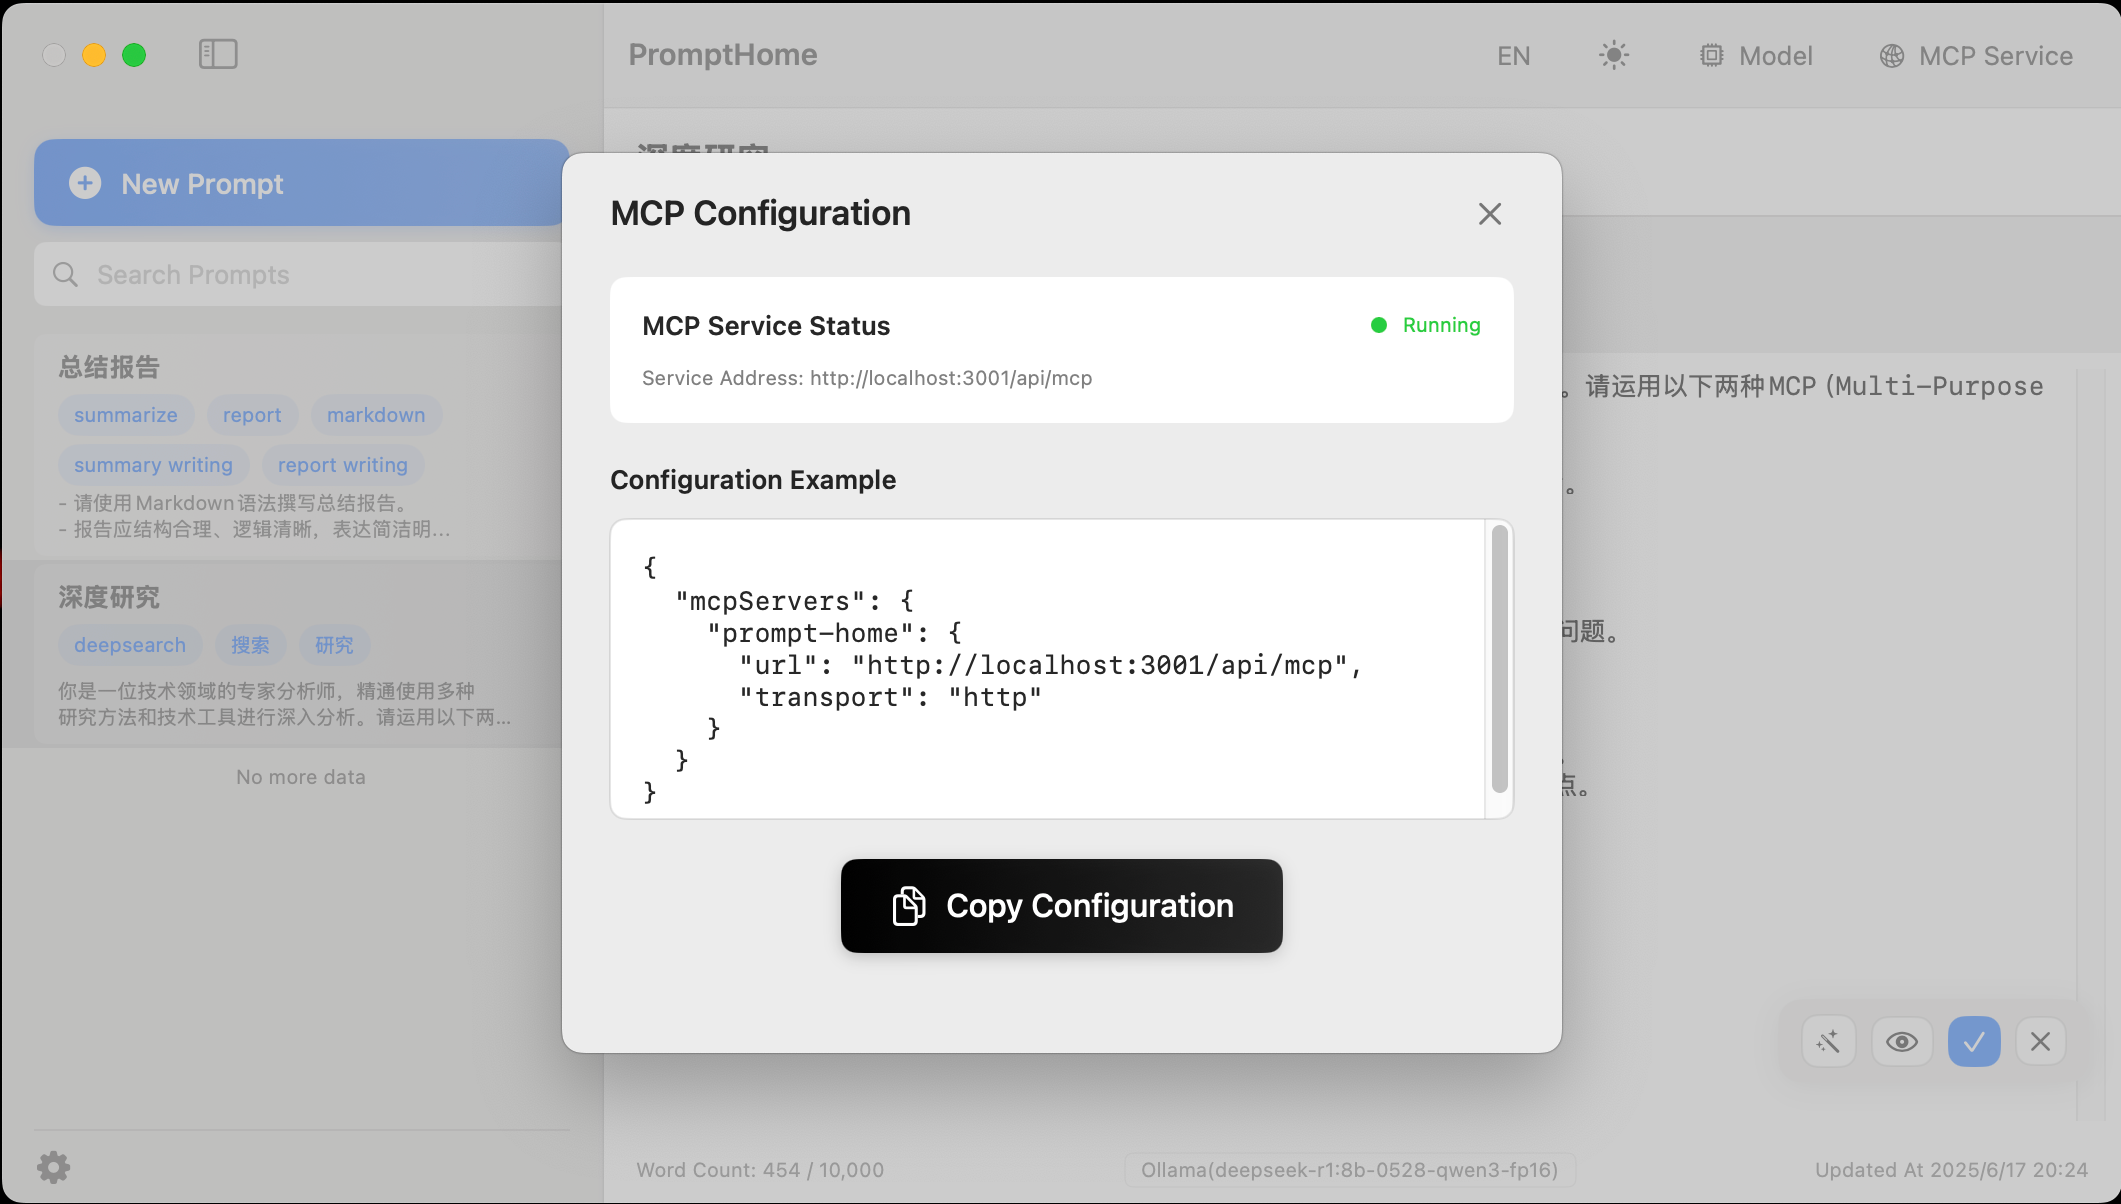 PromptHome
EN
Model
MCP Service
New Prompt
Search Prompts
总结报告
summarize
report
markdown
summary writing
report writing
- 请使用Markdown语法撰写总结报告。
- 报告应结构合理、逻辑清晰，表达简洁明...
深度研究
deepsearch
搜索
研究
你是一位技术领域的专家分析师，精通使用多种
研究方法和技术工具进行深入分析。请运用以下两...
No more data
深度研究
。请运用以下两种MCP (Multi-Purpose
。
问题。
点。
MCP Configuration
MCP Service Status
Running
Service Address: http://localhost:3001/api/mcp
Configuration Example
{
"mcpServers": {
"prompt-home": {
"url": "http://localhost:3001/api/mcp",
"transport": "http"
}
}
}
Copy Configuration
Word Count: 454 / 10,000
Ollama(deepseek-r1:8b-0528-qwen3-fp16)
Updated At 2025/6/17 20:24